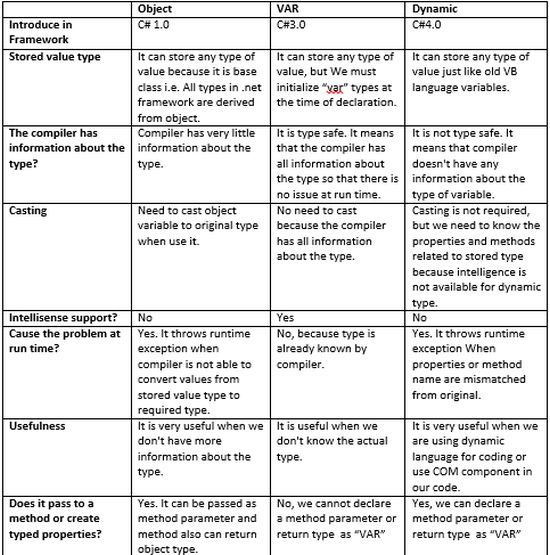 Object VAR Dynamic
Introduce in C# 1.0 C#3.0 C#4.0
Framework
Stored value type It can store any type of It can store any type of It can store any type of
value because it is base value, but We must value just like old VB
class i.e. All types in .net initialize “var” types at language variables.
framework are derived the time of declaration.
from object.
The compiler has Compiler has very little It is type safe. It means It is not type safe. It
information about the information about the that the compiler has means that compiler
type? type. all information about doesn't have any
the type so that there is information about the
no issue at run time. type of variable.
Casting Need to cast object No need to cast Casting is not required,
variable to original type because the compiler but we need to know the
when use it. has all information properties and methods
about the type. related to stored type
because intelligence is
not available for dynamic
type.
Intellisense support? No Yes No
Cause the problem at Yes. It throws runtime No, because type is Yes. It throws runtime
run time? exception when already known by exception When
compiler is not able to compiler. properties or method
convert values from name are mismatched
stored value type to from original.
required type.
Usefulness It is very useful when we It is useful when we It is very useful when we
don't have more don't know the actual are using dynamic
information about the type. language for coding or
type. use COM component in
our code.
Does it pass to a Yes. It can be passed as No, we cannot declare Yes, we can declare a
method or create method parameter and a method parameter or method parameter or
typed properties? method also can return return type as “VAR” return type as “VAR”
object type.